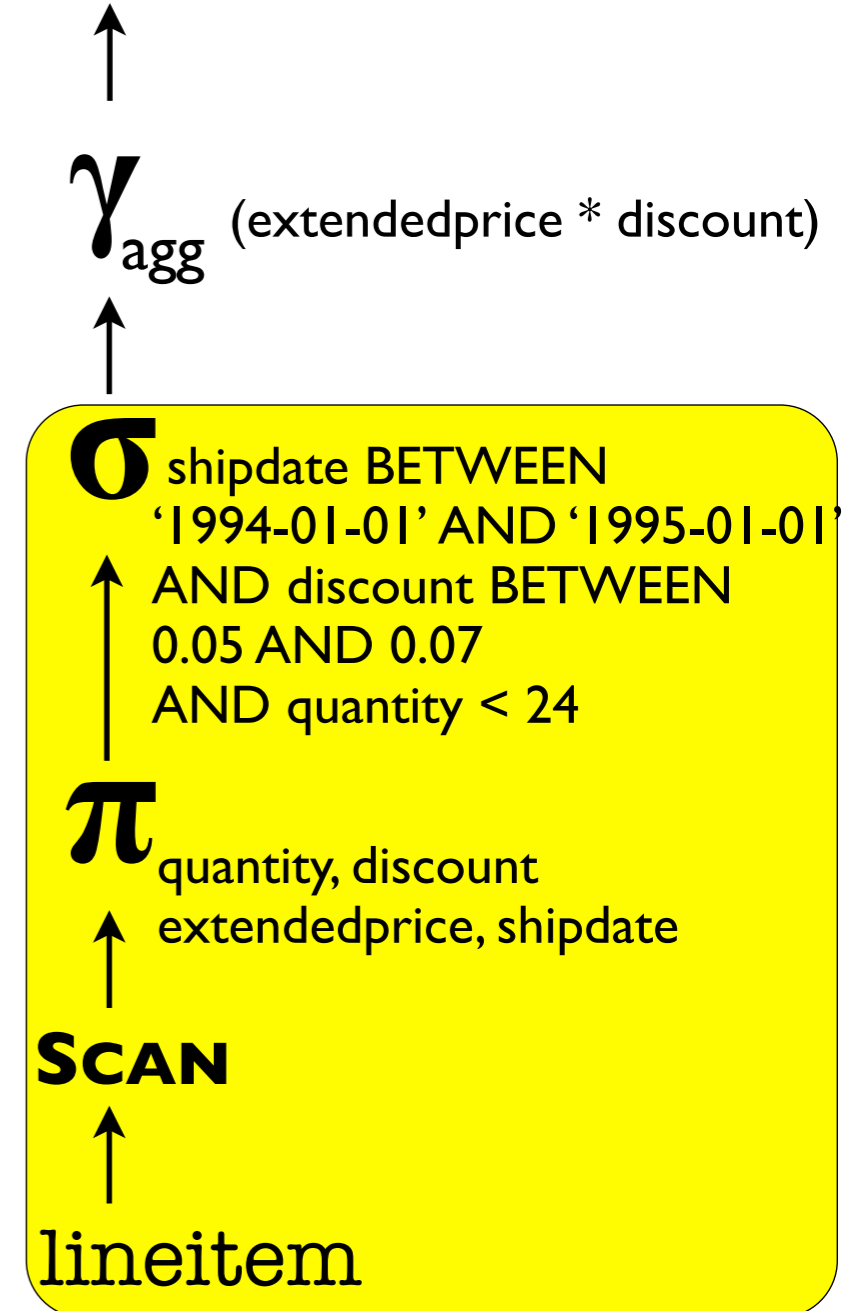 γagg (extendedprice * discount)
σ shipdate BETWEEN
‘1994-01-01’ AND ‘1995-01-01’
AND discount BETWEEN
0.05 AND 0.07
AND quantity < 24
π quantity, discount
extendedprice, shipdate
SCAN
lineitem